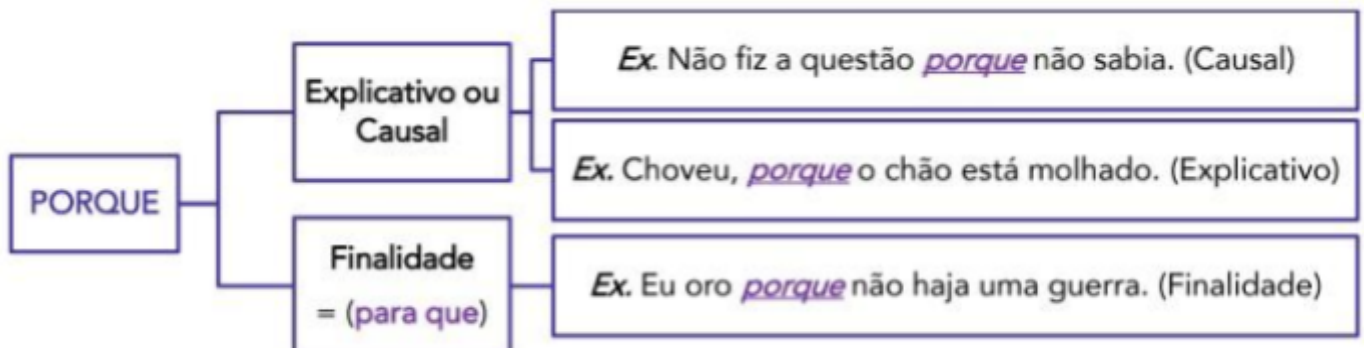 PORQUE
Explicativo ou
Causal
Ex. Não fiz a questão porque não sabia. (Causal)
Ex. Choveu, porque o chão está molhado. (Explicativo)
Finalidade
= (para que)
Ex. Eu oro porque não haja uma guerra. (Finalidade)